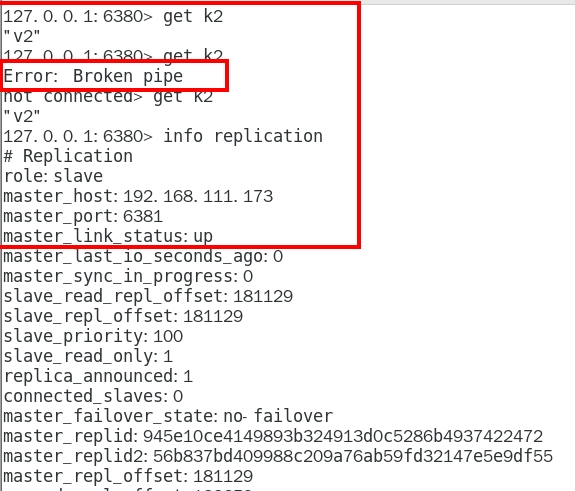 127.0.0.1:6380> get k2
"v2"
127.0.0.1:6380> get k2
Error: Broken pipe
not connected> get k2
"v2"
127.0.0.1:6380> info replication
# Replication
role:slave
master_host:192.168.111.173
master_port:6381
master_link_status:up
master_last_io_seconds_ago:0
master_sync_in_progress:0
slave_read_repl_offset:181129
slave_repl_offset:181129
slave_priority:100
slave_read_only:1
replica_announced:1
connected_slaves:0
master_failover_state:no-failover
master_replid:945e10ce4149893b324913d0c5286b4937422472
master_replid2:56b837bd409988c209a76ab59fd32147e5e9df55
master_repl_offset:181129